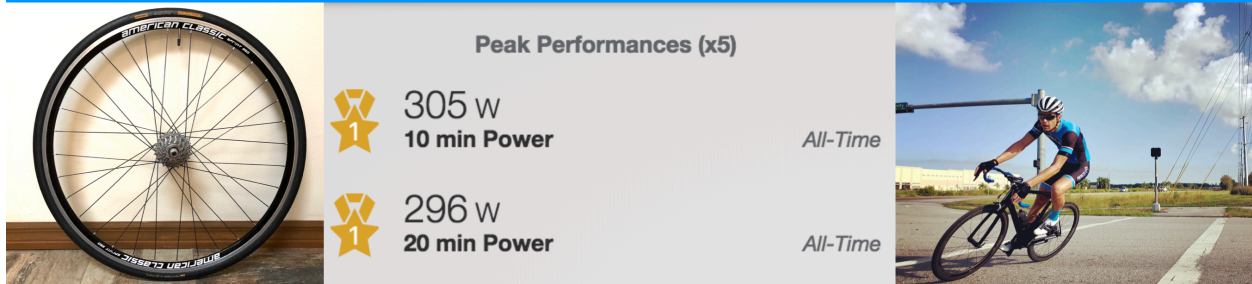 american classic
Peak Performances (x5)
1
305 W
10 min Power
All-Time
1
296 W
20 min Power
All-Time
american classic